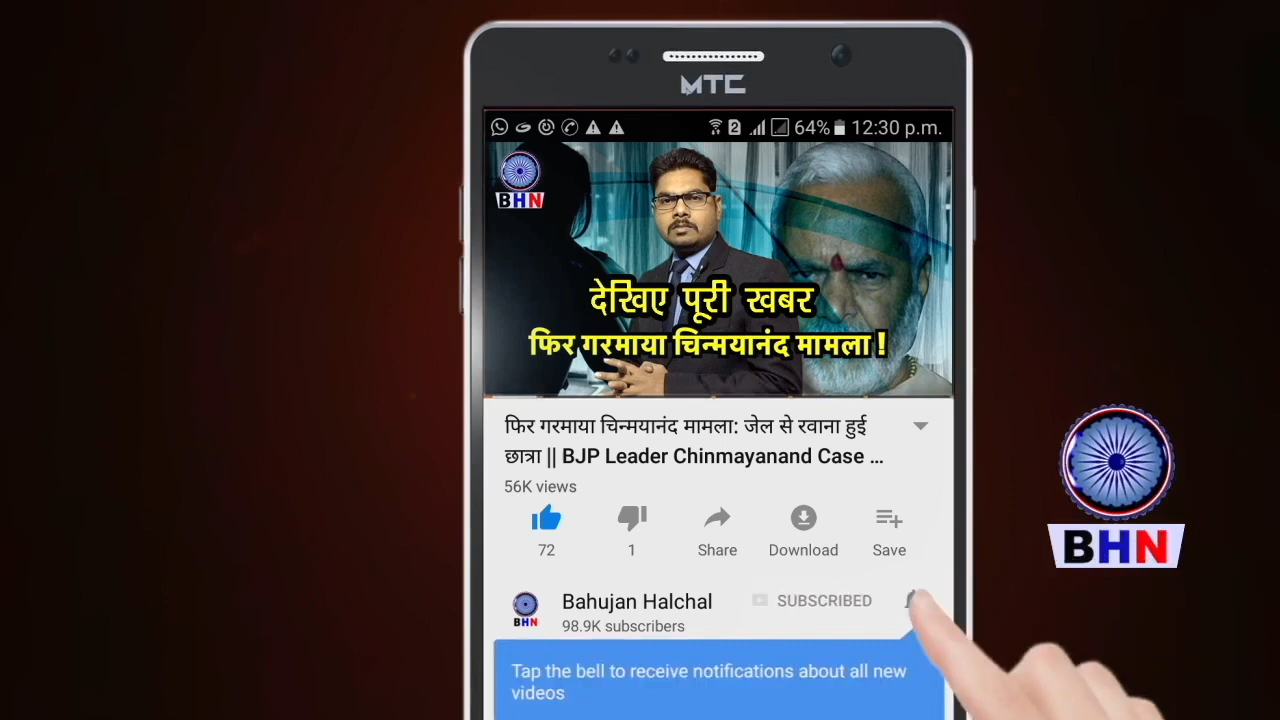 MTC
2 64% 12:30 p.m.
BHN
देखिए पूरी खबर
फिर गरमाया चिन्मयानंद मामला !
फिर गरमाया चिन्मयानंद मामला: जेल से रवाना हुई
छात्रा || BJP Leader Chinmayanand Case ...
56K views
72 1 Share Download Save
BHN
Bahujan Halchal SUBSCRIBED
BHN
98.9K subscribers
Tap the bell to receive notifications about all new
videos